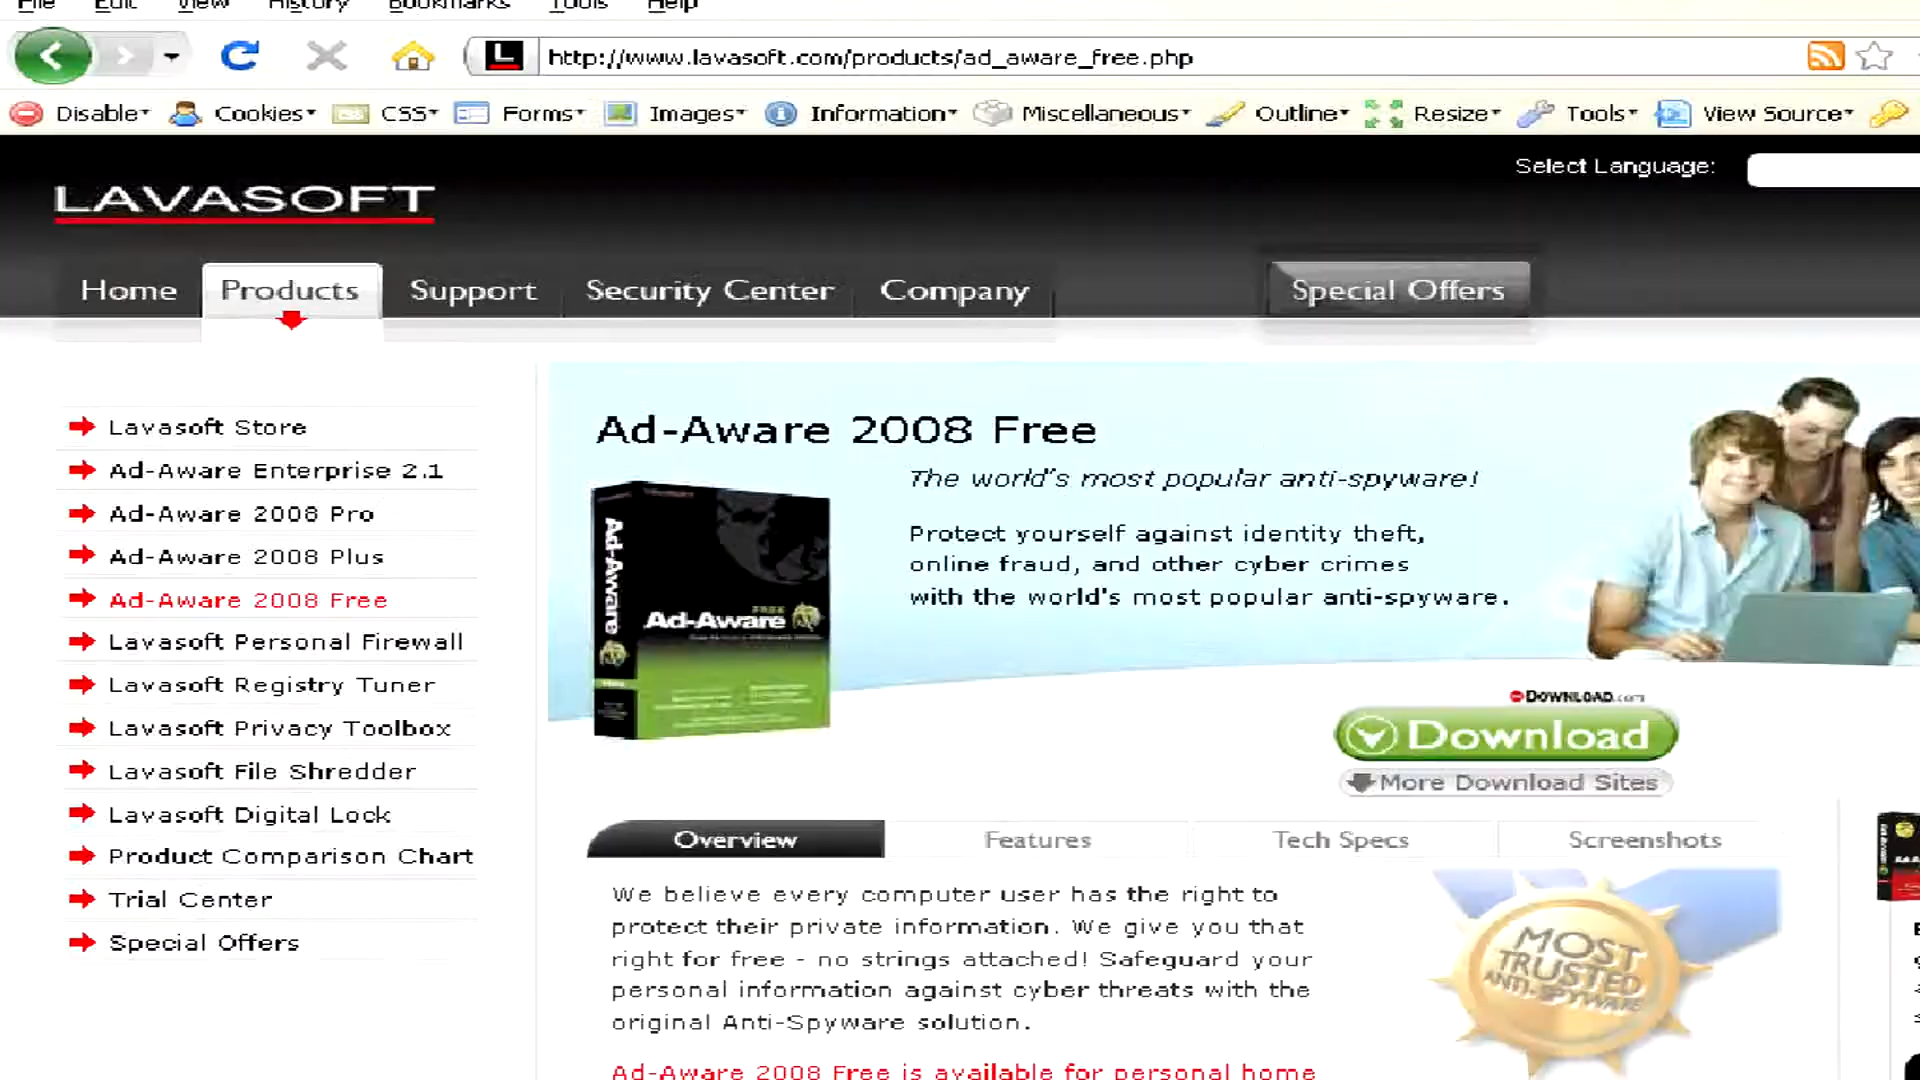 File Edit View History Bookmarks Tools Help
http://www.lavasoft.com/products/ad_aware_free.php
Disable Cookies CSS Forms Images Information Miscellaneous Outline Resize Tools View Source
Select Language:
LAVASOFT
Home Products Support Security Center Company Special Offers
Lavasoft Store
Ad-Aware Enterprise 2.1
Ad-Aware 2008 Pro
Ad-Aware 2008 Plus
Ad-Aware 2008 Free
Lavasoft Personal Firewall
Lavasoft Registry Tuner
Lavasoft Privacy Toolbox
Lavasoft File Shredder
Lavasoft Digital Lock
Product Comparison Chart
Trial Center
Special Offers
Ad-Aware 2008 Free
The world's most popular anti-spyware!
Protect yourself against identity theft,
online fraud, and other cyber crimes
with the world's most popular anti-spyware.
Ad-Aware
FREE
Ad-Aware
DOWNLOAD.com
Download
More Download Sites
Overview Features Tech Specs Screenshots
We believe every computer user has the right to
protect their private information. We give you that
right for free - no strings attached! Safeguard your
personal information against cyber threats with the
original Anti-Spyware solution.
Ad-Aware 2008 Free is available for personal home
MOST
TRUSTED
ANTI-SPYWARE